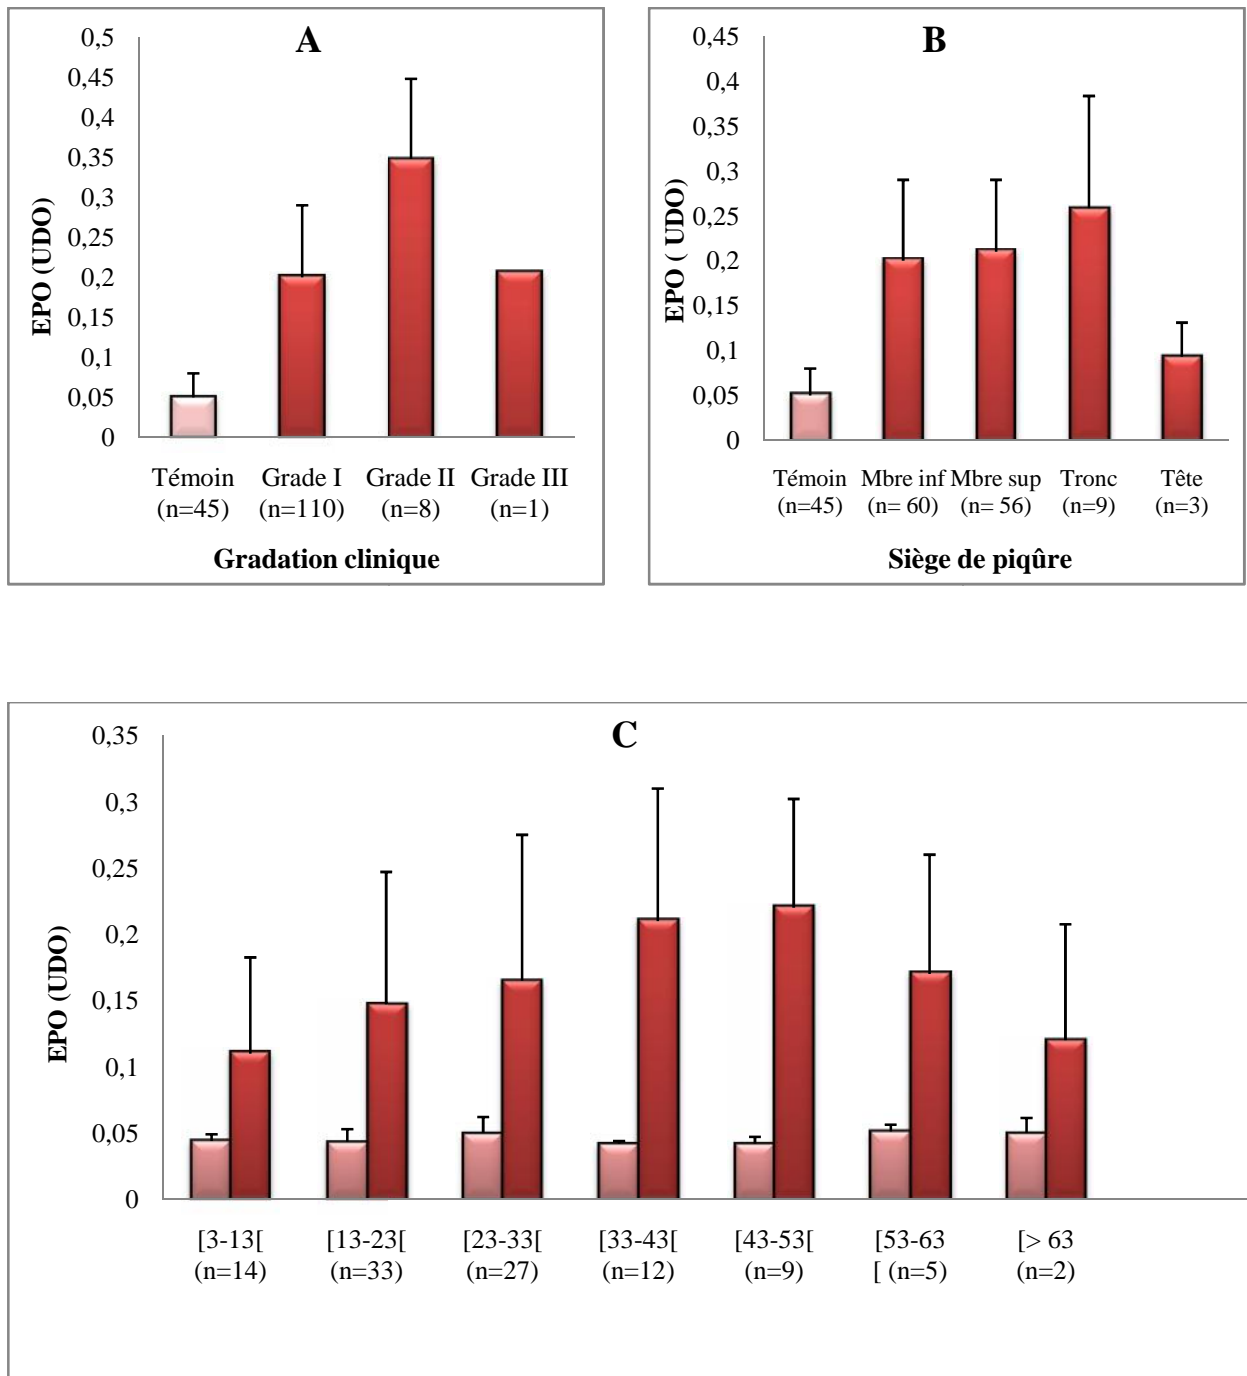 A
0,5
0,45
0,4
0,35
0,3
0,25
0,2
0,15
0,1
0,05
0
EPO (UDO)
Témoin Grade I Grade II Grade III
(n=45) (n=110) (n=8) (n=1)
Gradation clinique
B
0,45
0,4
0,35
0,3
0,25
0,2
0,15
0,1
0,05
0
EPO ( UDO)
Témoin Mbre inf Mbre sup Tronc Tête
(n=45) (n= 60) (n= 56) (n=9) (n=3)
Siège de piqûre
C
0,35
0,3
0,25
0,2
0,15
0,1
0,05
0
EPO (UDO)
[3-13[ [13-23[ [23-33[ [33-43[ [43-53[ [53-63 [> 63
(n=14) (n=33) (n=27) (n=12) (n=9) [ (n=5) (n=2)